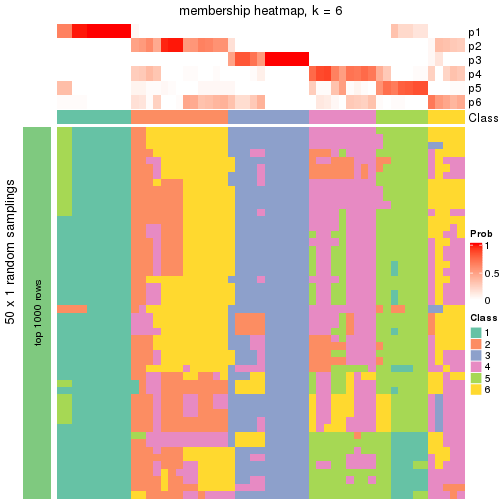 membership heatmap, k = 6
p1
p2
p3
p4
p5
p6
Class
50 x 1 random samplings
top 1000 rows
Prob
1
0.5
0
Class
1
2
3
4
5
6